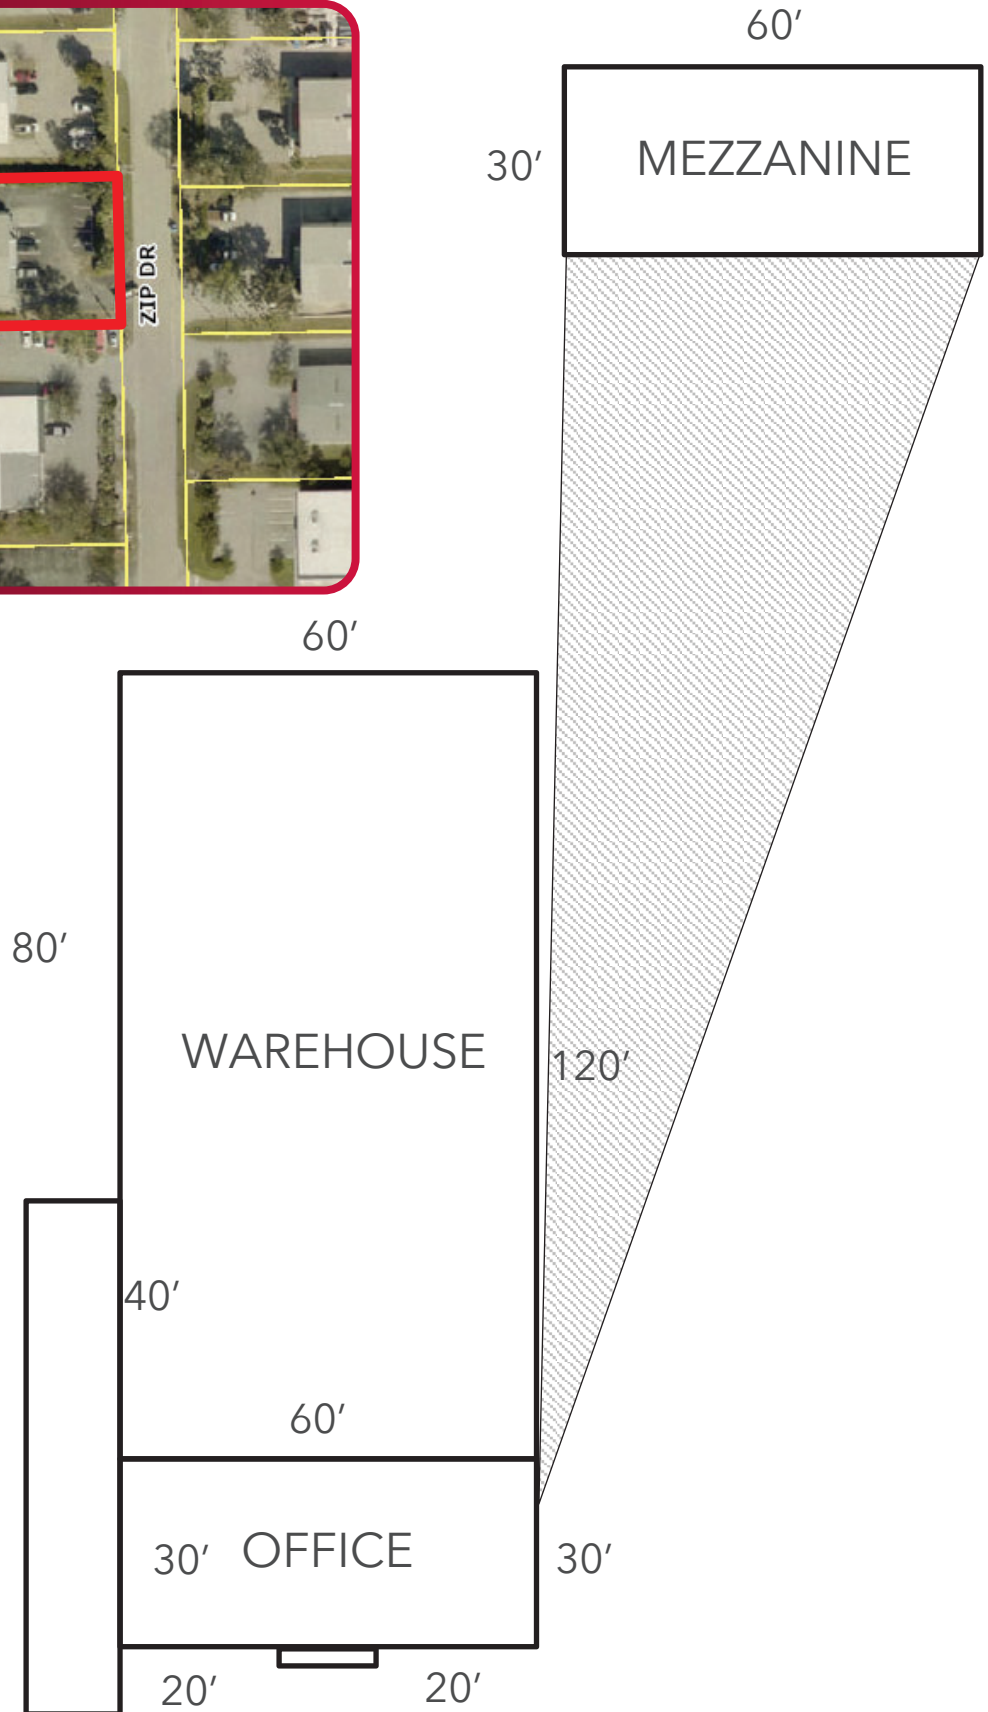 60′
30′ MEZZANINE
ZIP DR
60′
80′
WAREHOUSE
120′
40′
60′
30′ OFFICE 30′
20′ 20′